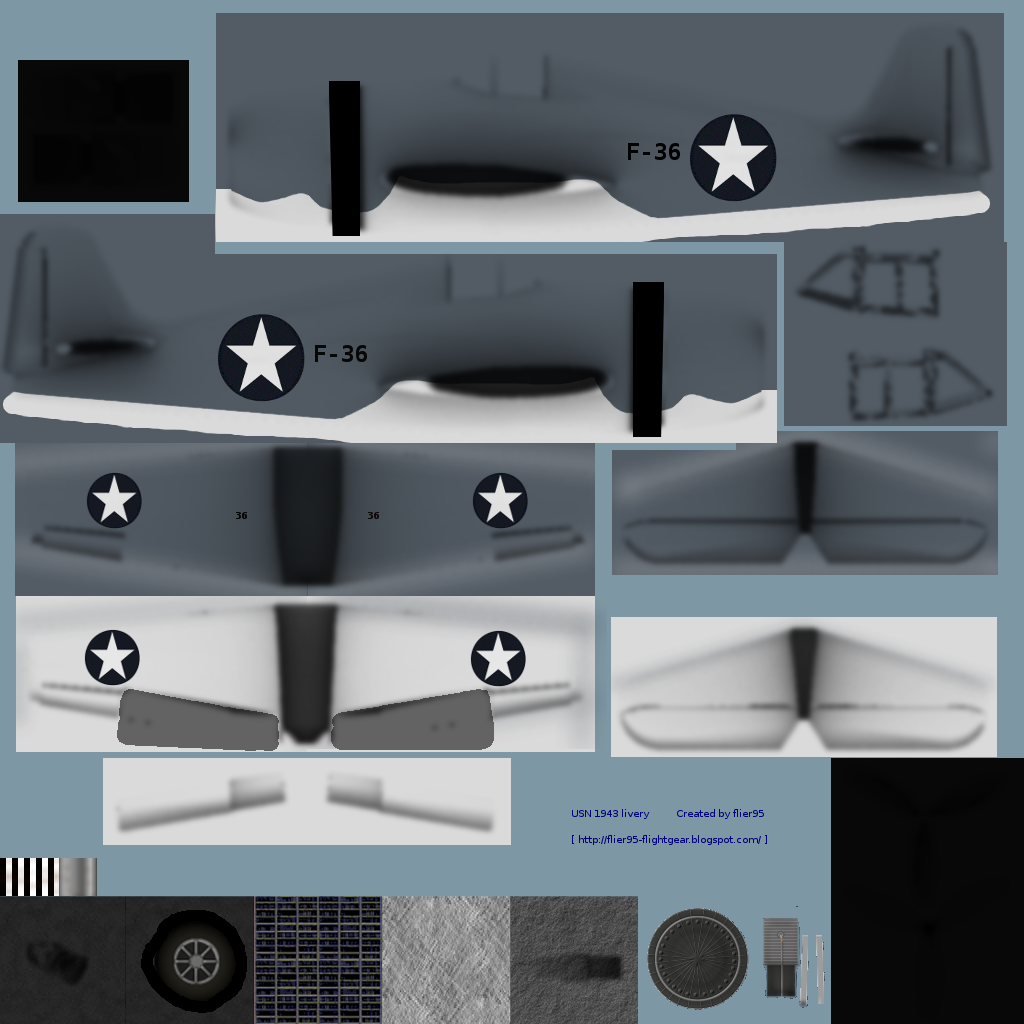 F-36
F-36
36 36
USN 1943 livery Created by flier95
[ http://flier95-flightgear.blogspot.com/ ]